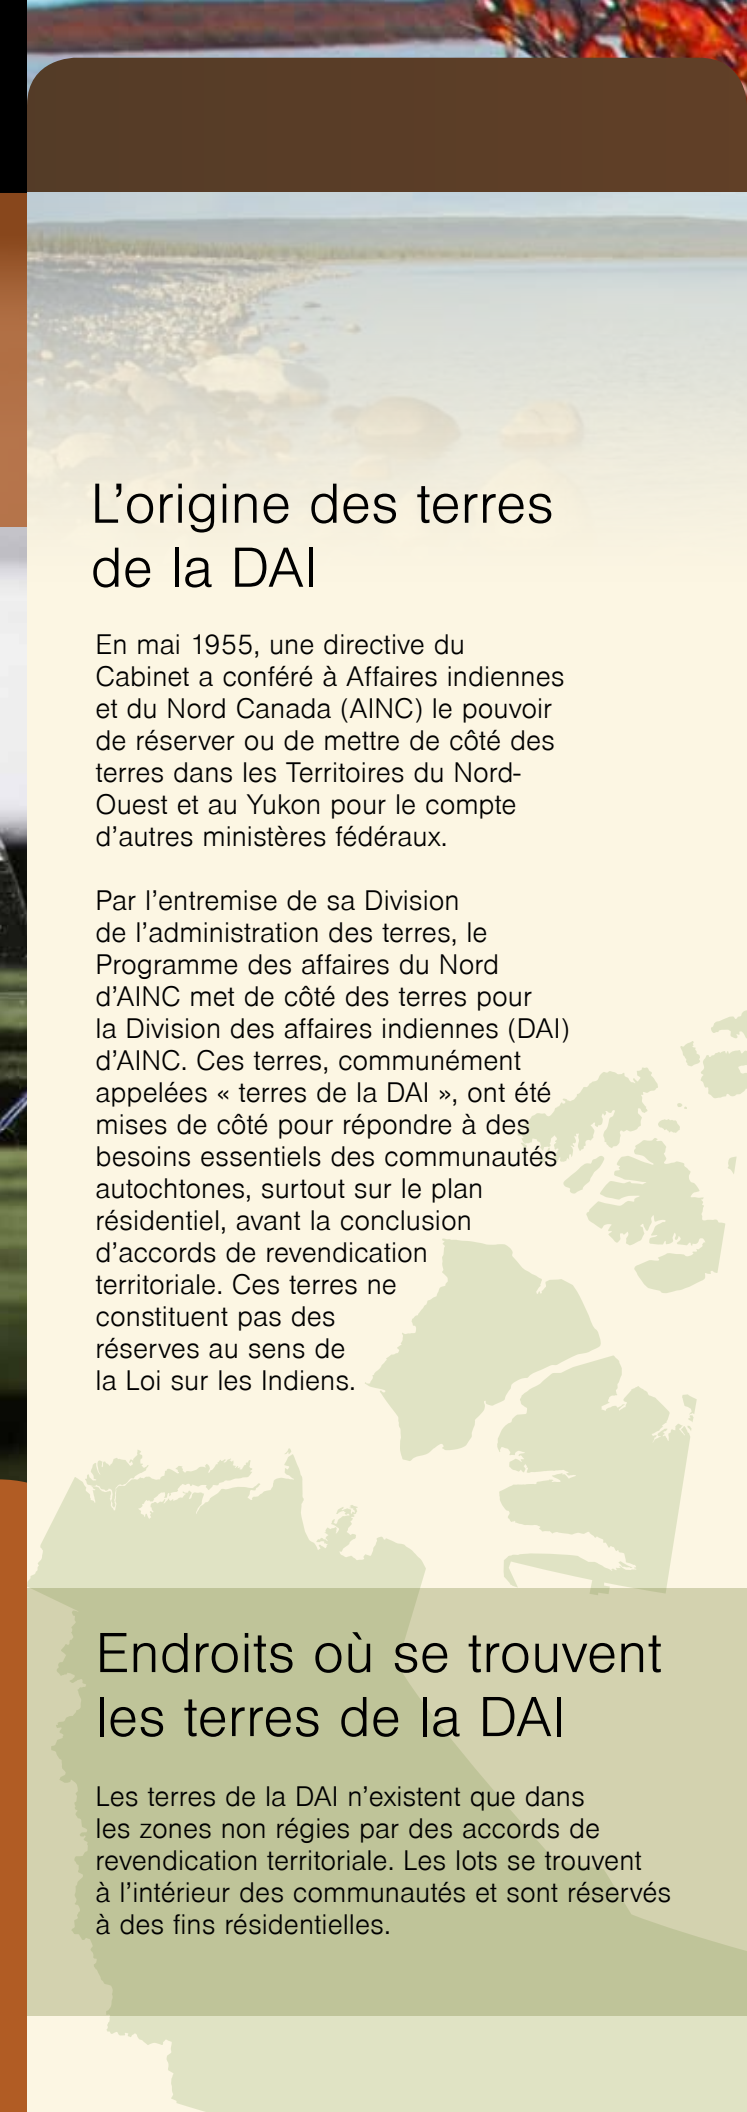 L’origine des terres
de la DAI
En mai 1955, une directive du
Cabinet a conféré à Affaires indiennes
et du Nord Canada (AINC) le pouvoir
de réserver ou de mettre de côté des
terres dans les Territoires du Nord-
Ouest et au Yukon pour le compte
d’autres ministères fédéraux.
Par l’entremise de sa Division
de l’administration des terres, le
Programme des affaires du Nord
d’AINC met de côté des terres pour
la Division des affaires indiennes (DAI)
d’AINC. Ces terres, communément
appelées « terres de la DAI », ont été
mises de côté pour répondre à des
besoins essentiels des communautés
autochtones, surtout sur le plan
résidentiel, avant la conclusion
d’accords de revendication
territoriale. Ces terres ne
constituent pas des
réserves au sens de
la Loi sur les Indiens.
Endroits où se trouvent
les terres de la DAI
Les terres de la DAI n’existent que dans
les zones non régies par des accords de
revendication territoriale. Les lots se trouvent
à l’intérieur des communautés et sont réservés
à des fins résidentielles.